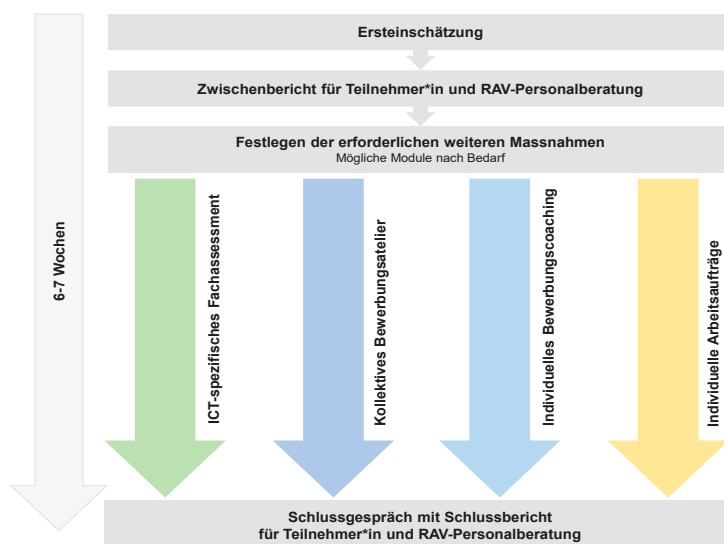 Ersteinschätzung
Zwischenbericht für Teilnehmer*in und RAV-Personalberatung
Festlegen der erforderlichen weiteren Massnahmen
Mögliche Module nach Bedarf
6-7 Wochen
ICT-spezifisches Fachassessment
Kollektives Bewerbungsatelier
Individuelles Bewerbungscoaching
Individuelle Arbeitsaufträge
Schlussgespräch mit Schlussbericht
für Teilnehmer*in und RAV-Personalberatung